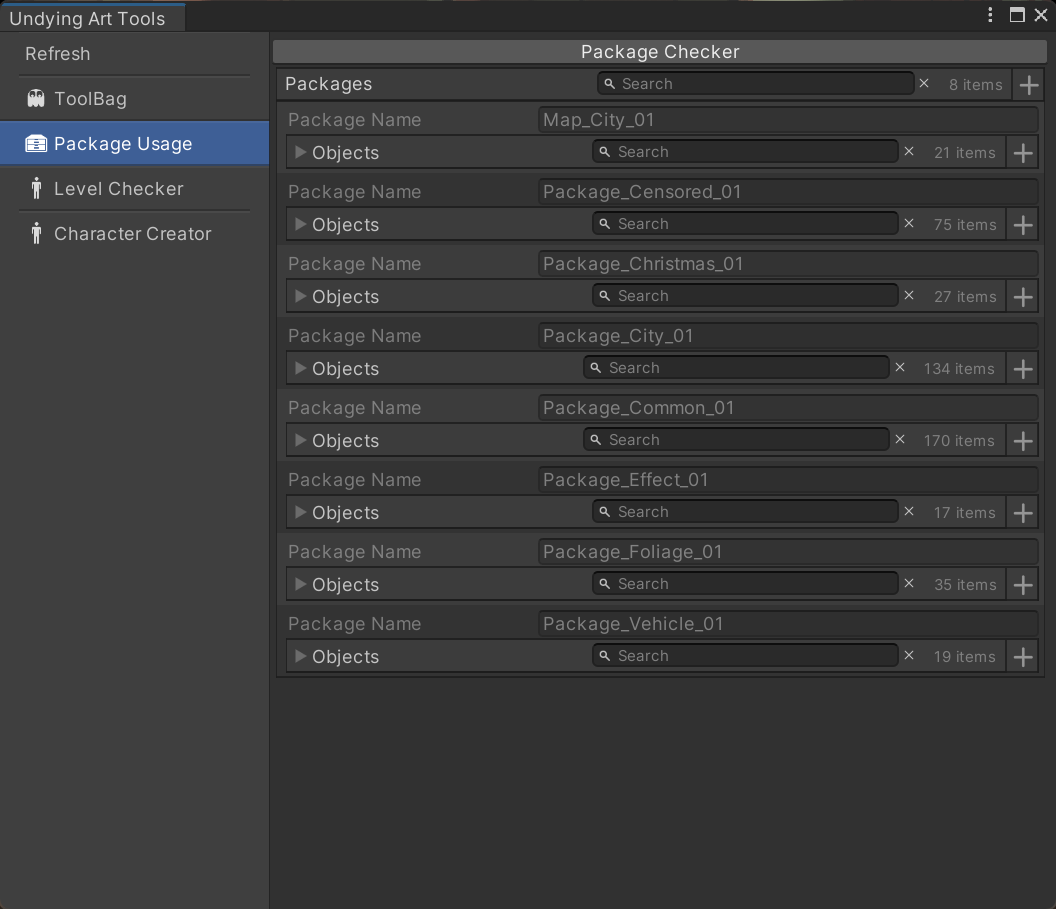 Undying Art Tools
Refresh
ToolBag
Package Usage
Level Checker
Character Creator
Package Checker
Packages Search 8 items
Package Name Map_City_01
Objects Search 21 items
Package Name Package_Censored_01
Objects Search 75 items
Package Name Package_Christmas_01
Objects Search 27 items
Package Name Package_City_01
Objects Search 134 items
Package Name Package_Common_01
Objects Search 170 items
Package Name Package_Effect_01
Objects Search 17 items
Package Name Package_Foliage_01
Objects Search 35 items
Package Name Package_Vehicle_01
Objects Search 19 items